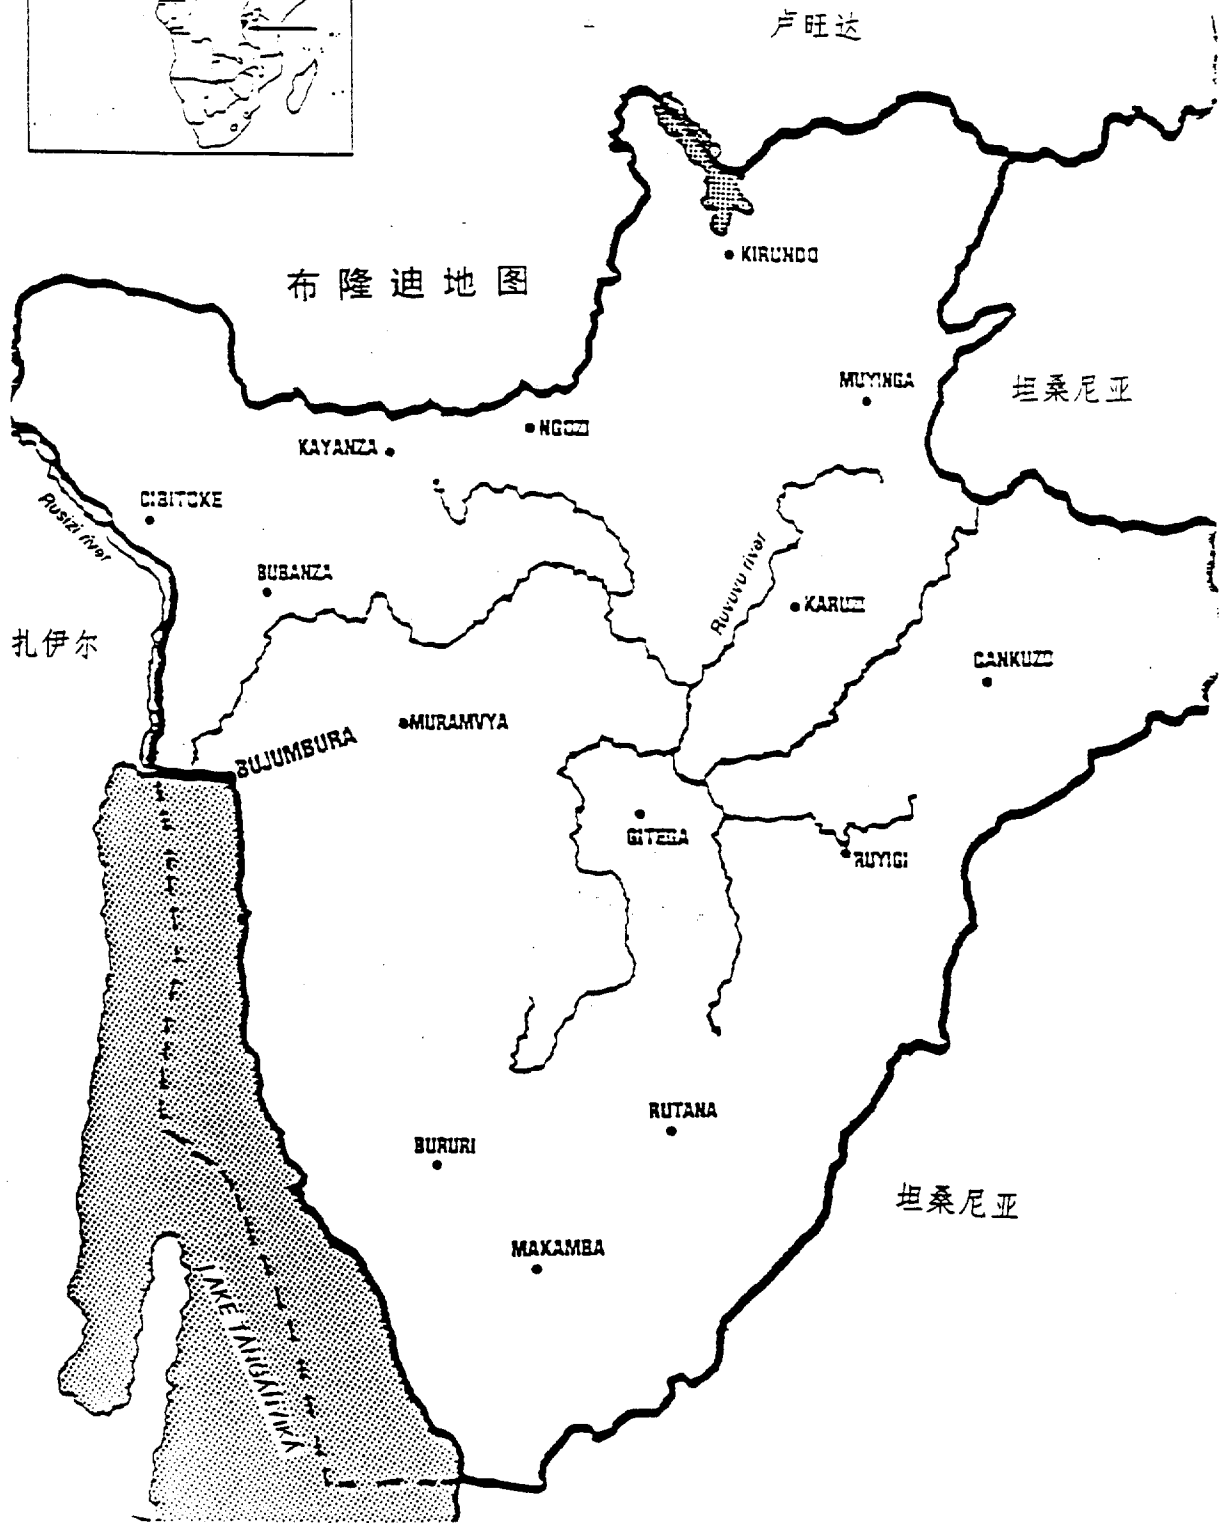 卢旺达
KIRUNDO
布隆迪地图
MUYINGA
坦桑尼亚
NGOZI
KAYANZA
CIBITOKE
Rusizi river
BUBANZA
Ruvuvu river
KARUZI
扎伊尔
CANKUZO
MURAMVYA
BUJUMBURA
GITEGA
RUYIGI
RUTANA
BURURI
坦桑尼亚
MAKAMBA
LAKE TANGANYIKA